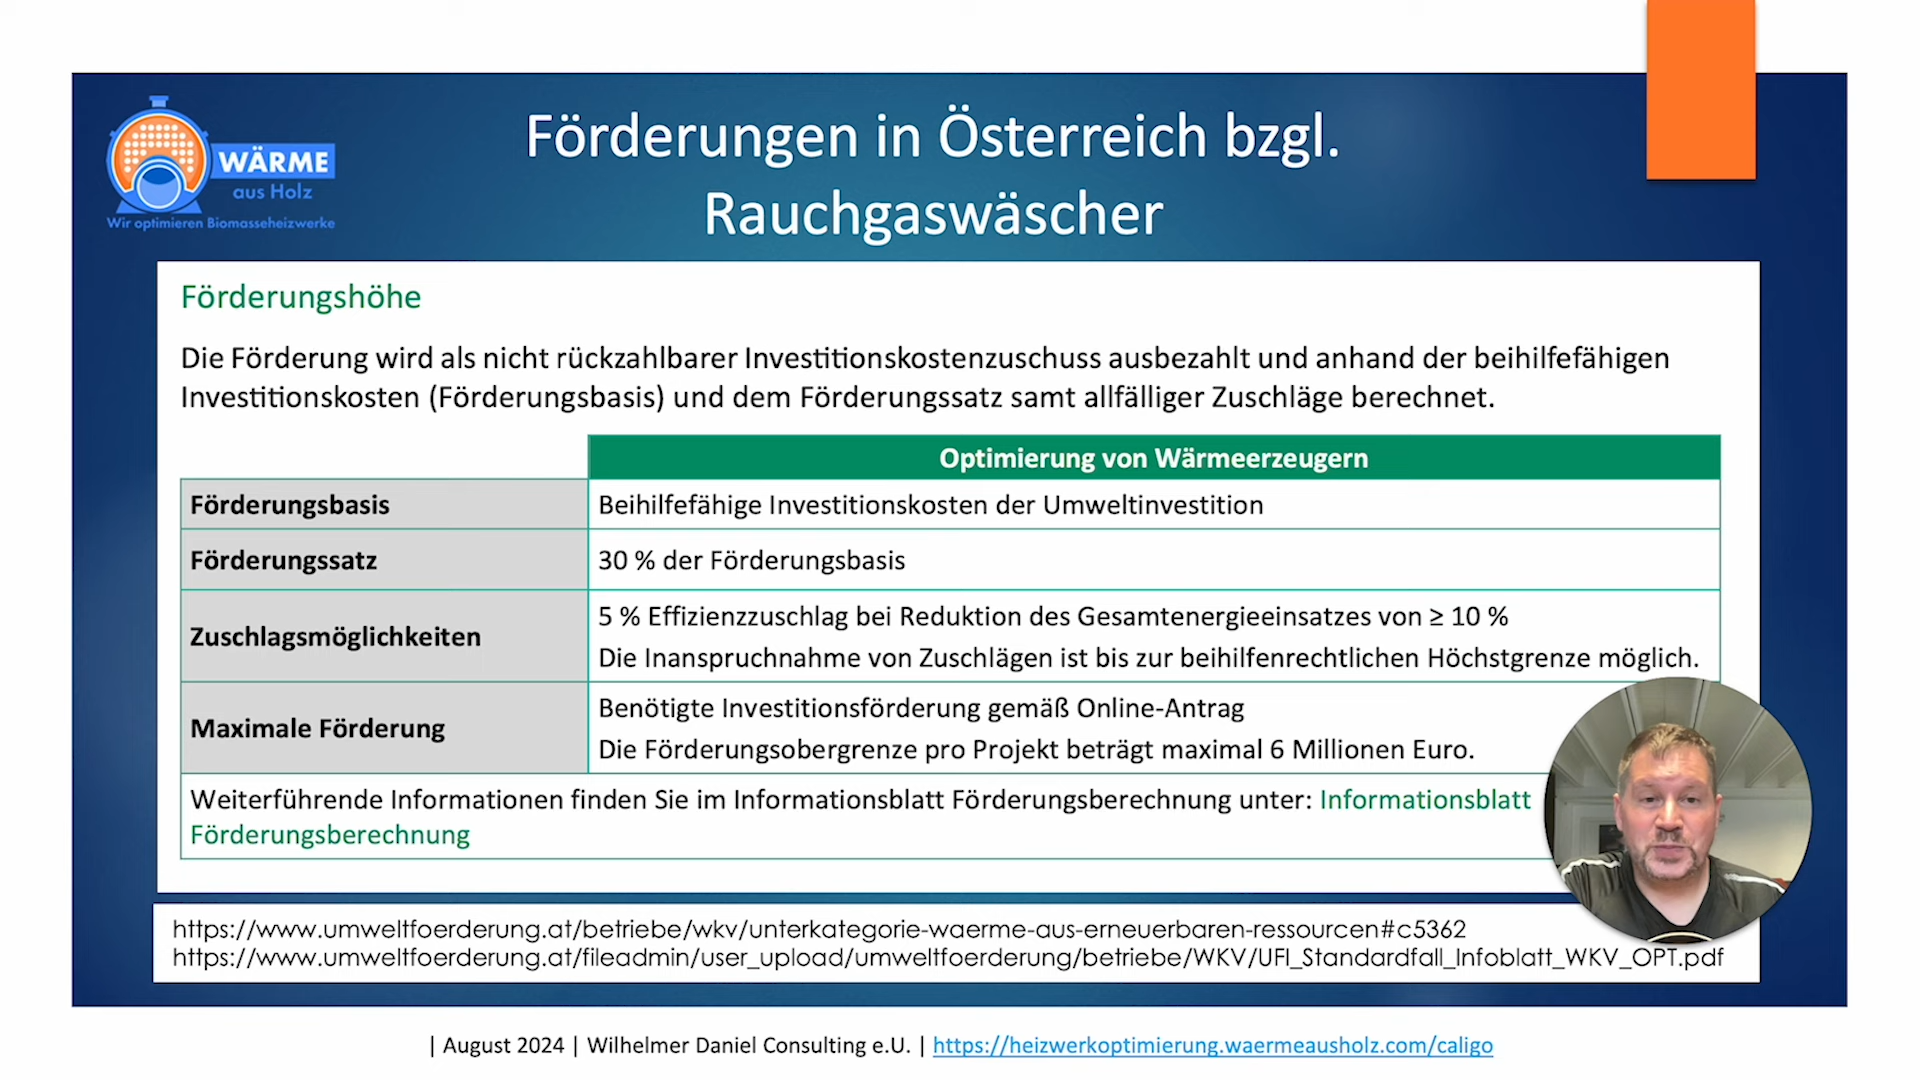 WÄRME
aus Holz
Wir optimieren Biomasseheizwerke
Förderungen in Österreich bzgl.
Rauchgaswäscher
Förderungshöhe
Die Förderung wird als nicht rückzahlbarer Investitionskostenzuschuss ausbezahlt und anhand der beihilfefähigen
Investitionskosten (Förderungsbasis) und dem Förderungssatz samt allfälliger Zuschläge berechnet.
Optimierung von Wärmeerzeugern
Förderungsbasis
Beihilfefähige Investitionskosten der Umweltinvestition
Förderungssatz
30 % der Förderungsbasis
Zuschlagsmöglichkeiten
5 % Effizienzzuschlag bei Reduktion des Gesamtenergieeinsatzes von ≥ 10 %
Die Inanspruchnahme von Zuschlägen ist bis zur beihilfenrechtlichen Höchstgrenze möglich.
Maximale Förderung
Benötigte Investitionsförderung gemäß Online-Antrag
Die Förderungsobergrenze pro Projekt beträgt maximal 6 Millionen Euro.
Weiterführende Informationen finden Sie im Informationsblatt Förderungsberechnung unter: Informationsblatt
Förderungsberechnung
https://www.umweltfoerderung.at/betriebe/wkv/unterkategorie-waerme-aus-erneuerbaren-ressourcen#c5362
https://www.umweltfoerderung.at/fileadmin/user_upload/umweltfoerderung/betriebe/WKV/UFI_Standardfall_Infoblatt_WKV_OPT.pdf
| August 2024 | Wilhelmer Daniel Consulting e.U. | https://heizwerkoptimierung.waermeausholz.com/caligo